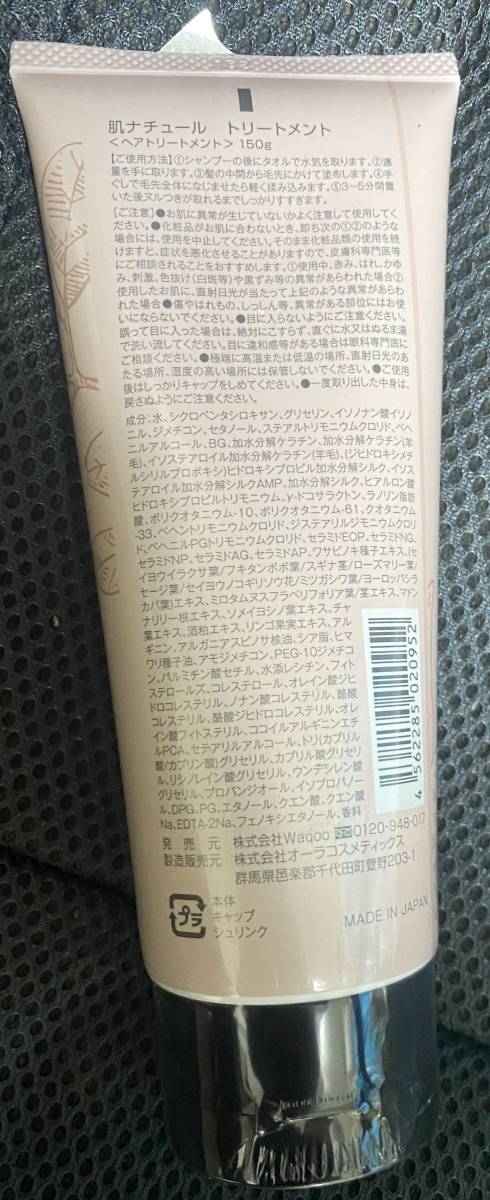 肌ナチュール　トリートメント
<ヘアトリートメント> 150g
【ご使用方法】①シャンプーの後にタオルで水気を取ります。②適
量を手に取ります。③髪の中間から毛先にかけて塗布します。④手
ぐしで毛先全体になじませたら軽く揉み込みます。⑤3～5分間置
いた後ヌルつきが取れるまでしっかりすすぎます。
【ご注意】●お肌に異常が生じていないかよく注意して使用してく
ださい。●化粧品がお肌に合わないとき、即ち次の①②のような
場合には、使用を中止してください。そのまま化粧品類の使用を続
けますと、症状を悪化させることがありますので、皮膚科専門医等
にご相談されることをおすすめします。①使用中、赤み、はれ、かゆ
み、刺激、色抜け(白斑等)や黒ずみ等の異常があらわれた場合②
使用したお肌に、直射日光が当たって上記のような異常があらわ
れた場合●傷やはれもの、しっしん等、異常がある部位にはお使
いにならないでください。●目に入らないようにご注意ください。
誤って目に入った場合は、絶対にこすらず、直ぐに水又はぬるま湯
で洗い流してください。目に違和感等がある場合は眼科専門医に
ご相談ください。●極端に高温または低温の場所、直射日光のあ
たる場所、湿度の高い場所には保管しないでください。●ご使用
後はしっかりキャップをしめてください。●一度取り出した中身は、
戻さぬようにご注意ください。
成分:水、シクロペンタシロキサン、グリセリン、イソノナン酸イソノ
ニル、ジメチコン、セタノール、ステアルトリモニウムクロリド、ベヘ
ニルアルコール、BG、加水分解ケラチン、加水分解ケラチン(羊
毛)、イソステアロイル加水分解ケラチン(羊毛)、(ジヒドロキシメチ
ルシリルプロポキシ)ヒドロキシプロピル加水分解シルク、イソス
テアロイル加水分解シルクAMP、加水分解シルク、ヒアルロン酸
ヒドロキシプロピルトリモニウム、γ-ドコサラクトン、ラノリン脂肪
酸、ポリクオタニウム-10、ポリクオタニウム-61、クオタニウム
-33、ベヘントリモニウムクロリド、ジステアリルジモニウムクロリ
ド、ベヘニルPGトリモニウムクロリド、セラミドEOP、セラミドNG、
セラミドNP、セラミドAG、セラミドAP、ワサビノキ種子エキス、(セ
イヨウイラクサ葉/フキタンポポ葉/スギナ茎/ローズマリー葉/
セージ葉/セイヨウノコギリソウ花/ミツガシワ葉/ヨーロッパシラ
カバ葉)エキス、ミロタムヌスフラベリフォリア葉/茎エキス、マドン
ナリリー根エキス、ソメイヨシノ葉エキス、チャ
葉エキス、酒粕エキス、リンゴ果実エキス、アル
ギニン、アルガニアスピノサ核油、シア脂、ヒマ
ワリ種子油、アモジメチコン、PEG-10ジメチコ
ン、パルミチン酸セチル、水添レシチン、フィト
ステロールズ、コレステロール、オレイン酸ジヒ
ドロコレステリル、ノナン酸コレステリル、酪酸
コレステリル、酪酸ジヒドロコレステリル、オレ
イン酸フィトステリル、ココイルアルギニンエチ
ルPCA、セテアリルアルコール、トリ(カプリル
酸/カプリン酸)グリセリル、カプリル酸グリセリ
ル、リシノレイン酸グリセリル、ウンデシレン酸
グリセリル、プロパンジオール、イソプロパノー
ル、DPG、PG、エタノール、クエン酸、クエン酸
Na、EDTA-2Na、フェノキシエタノール、香料
発 売 元　株式会社Waqoo 0120-948-017
製造販売元　株式会社オーラコスメティックス
群馬県邑楽郡千代田町萱野203-1
プラ
本体
キャップ
シュリンク
MADE IN JAPAN
4 562285 020952